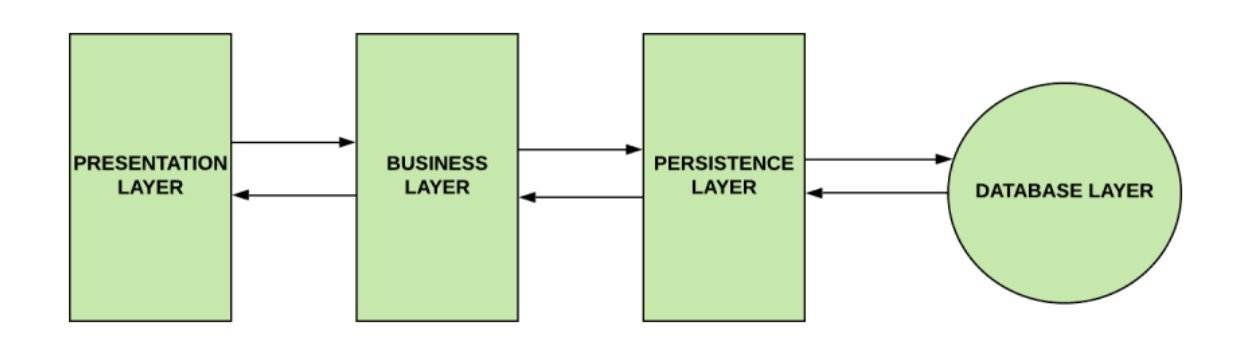 PRESENTATION
LAYER
BUSINESS
LAYER
PERSISTENCE
LAYER
DATABASE LAYER